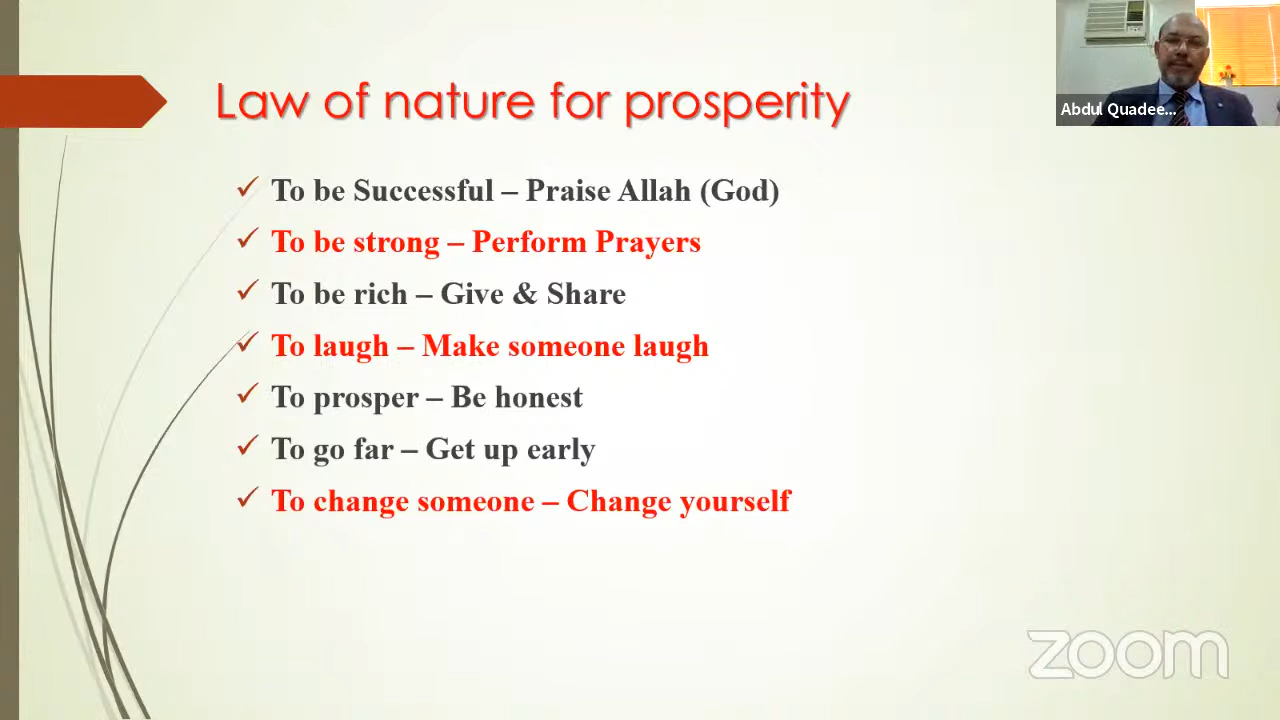 Law of nature for prosperity
Abdul Quadee...
To be Successful – Praise Allah (God)
To be strong – Perform Prayers
To be rich – Give & Share
To laugh – Make someone laugh
To prosper – Be honest
To go far – Get up early
To change someone – Change yourself
zoom